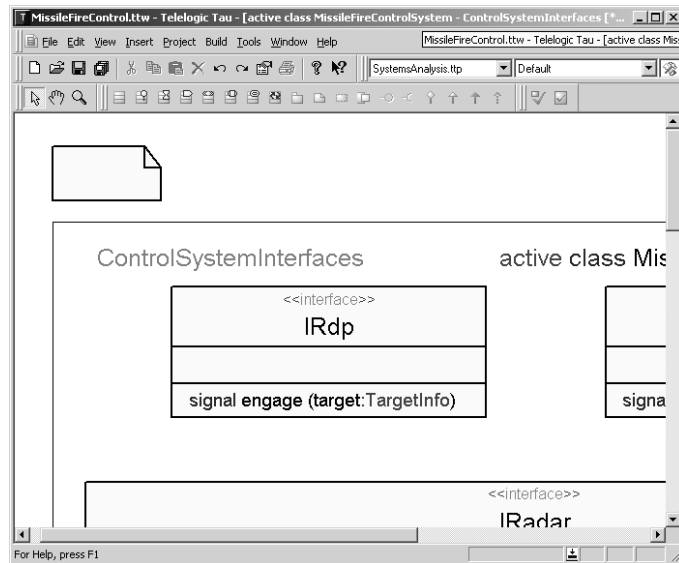 MissileFireControl.ttw - Telelogic Tau - [active class MissileFireControlSystem - ControlSystemInterfaces [*...
File Edit View Insert Project Build Tools Window Help
MissileFireControl.ttw - Telelogic Tau - [active class Miss
SystemsAnalysis.ttp Default
ControlSystemInterfaces active class Mis
<<interface>>
IRdp
signal engage (target:TargetInfo) signa
<<interface>>
IRadar
For Help, press F1